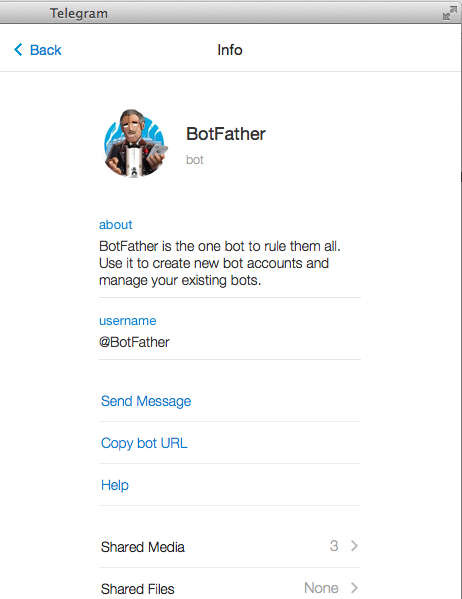 Telegram
Back
Info
BotFather
bot
about
BotFather is the one bot to rule them all.
Use it to create new bot accounts and
manage your existing bots.
username
@BotFather
Send Message
Copy bot URL
Help
Shared Media 3
Shared Files None